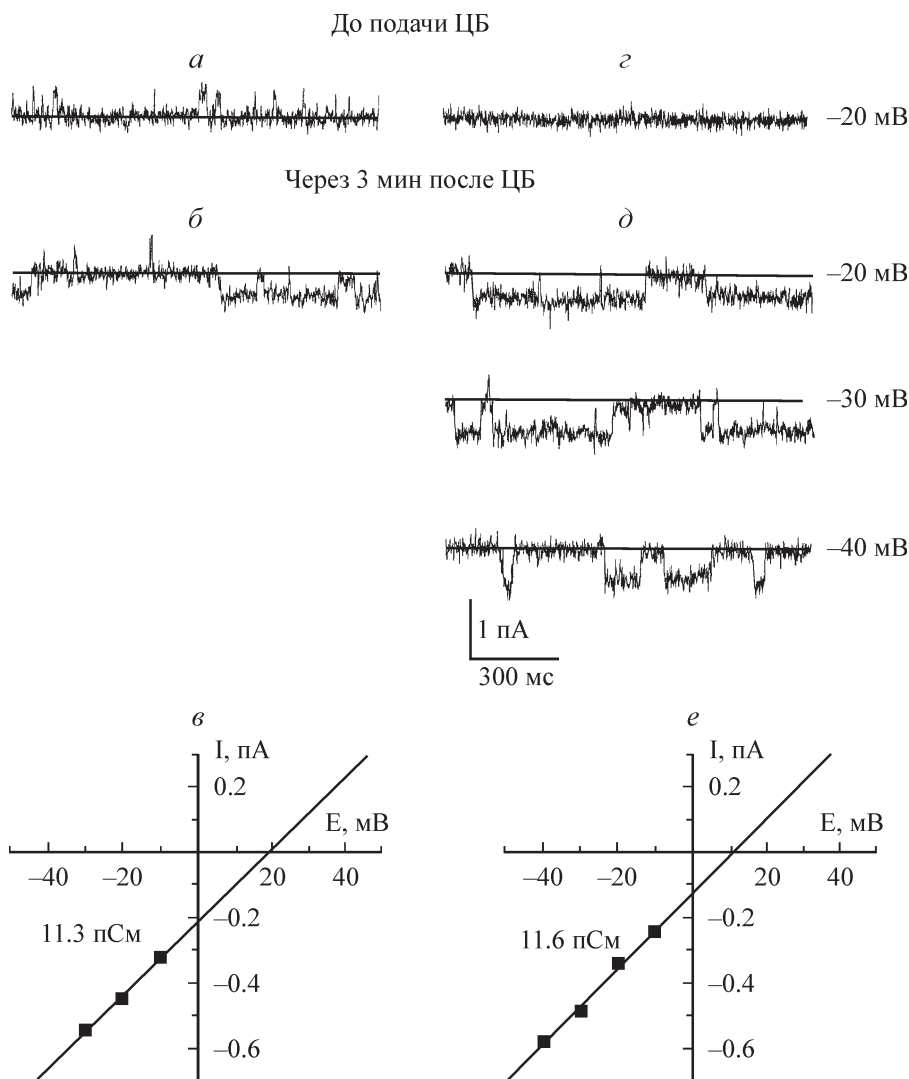 До подачи ЦБ
а
г
–20 мВ
Через 3 мин после ЦБ
б
д
–20 мВ
–30 мВ
–40 мВ
1 пА
300 мс
в
I, пА
0.2
E, мВ
–40 –20 20 40
–0.2
11.3 пСм
–0.4
–0.6
е
I, пА
0.2
E, мВ
–40 –20 20 40
–0.2
11.6 пСм
–0.4
–0.6